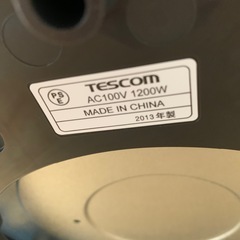 TESCOM
PS
E
AC100V 1200W
MADE IN CHINA
2013年製